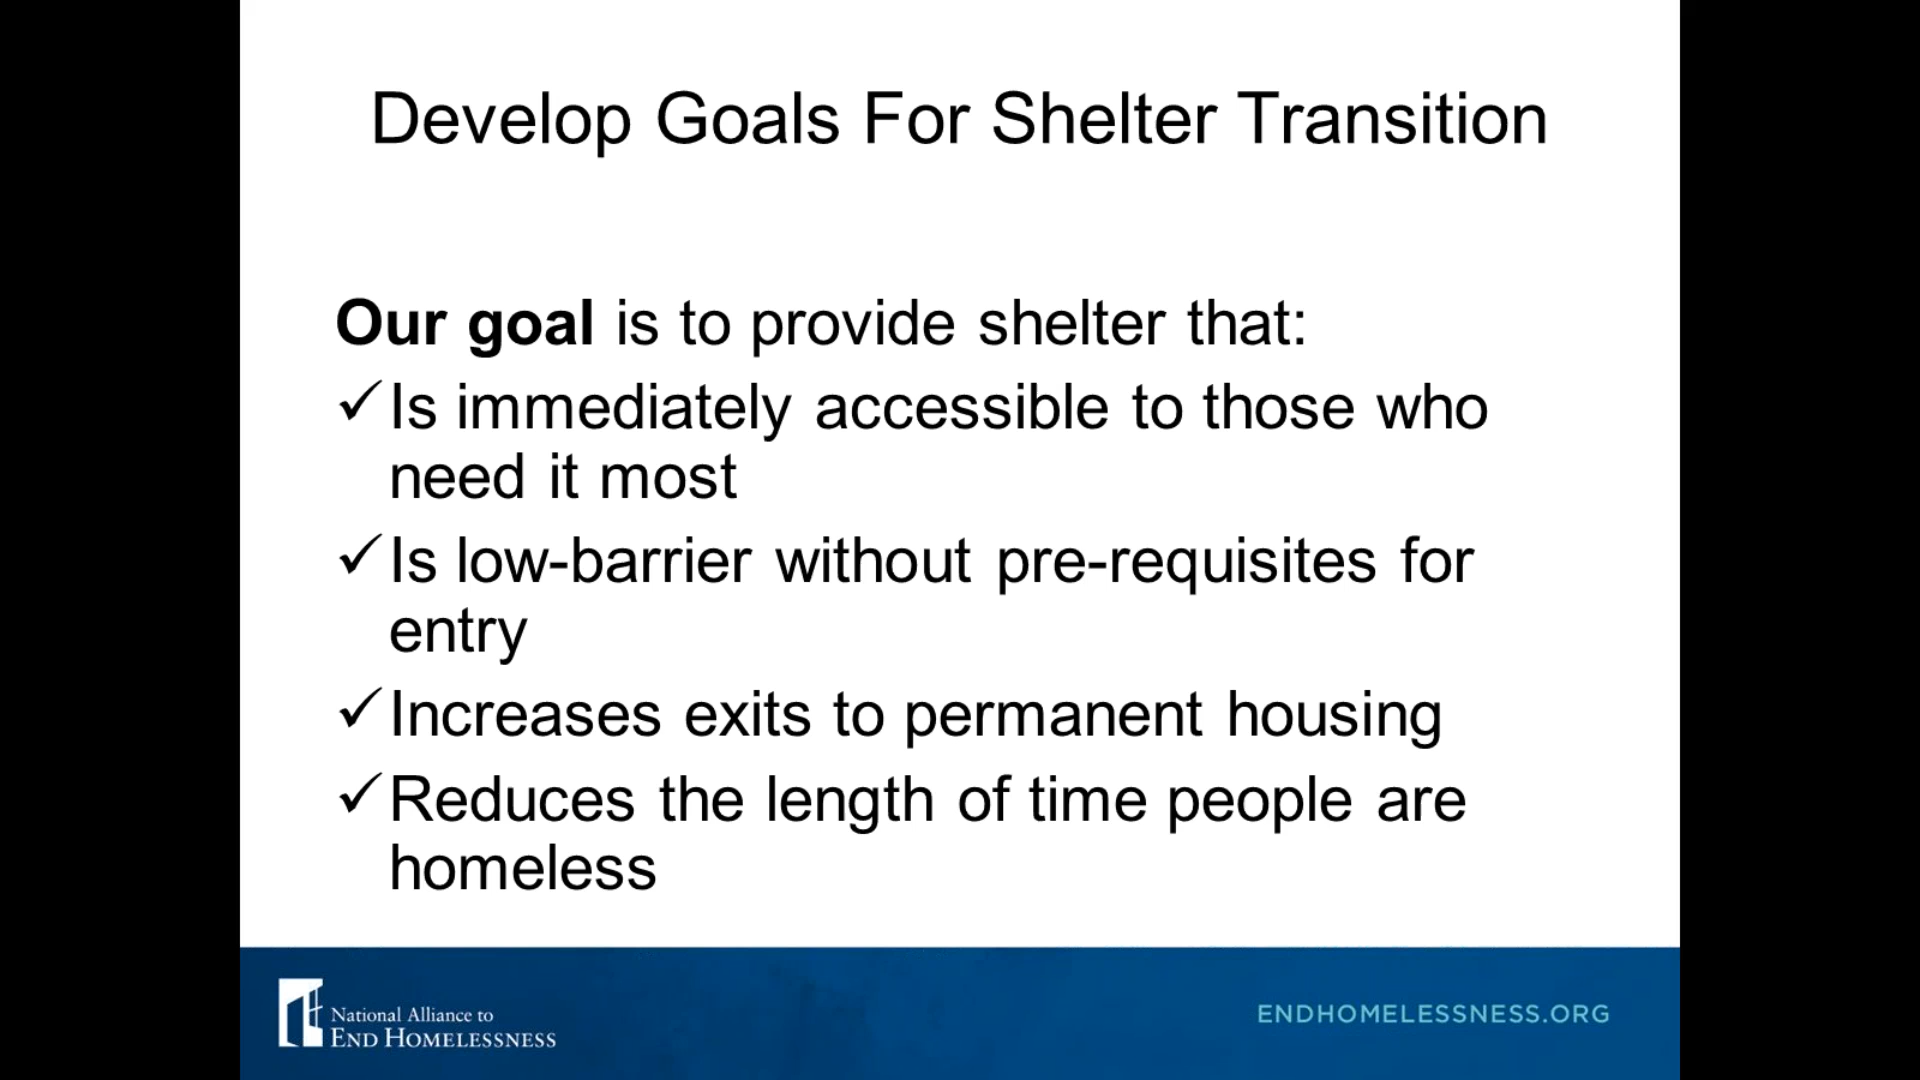 Develop Goals For Shelter Transition
Our goal is to provide shelter that:
✓Is immediately accessible to those who
need it most
✓Is low-barrier without pre-requisites for
entry
✓Increases exits to permanent housing
✓Reduces the length of time people are
homeless
National Alliance to
END HOMELESSNESS
ENDHOMELESSNESS.ORG